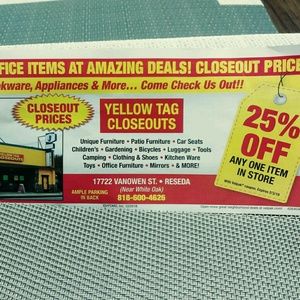 FFICE ITEMS AT AMAZING DEALS! CLOSEOUT PRICE
okware, Appliances & More... Come Check Us Out!!
CLOSEOUT
PRICES
YELLOW TAG
CLOSEOUTS
Unique Furniture • Patio Furniture • Car Seats
Children's • Gardening • Bicycles • Luggage • Tools
Camping • Clothing & Shoes • Kitchen Ware
Toys • Office Furniture • Mirrors • & MORE!
17722 VANOWEN ST. • RESEDA
(Near White Oak)
AMPLE PARKING
IN BACK
818-600-4626
25%
OFF
ANY ONE ITEM
IN STORE